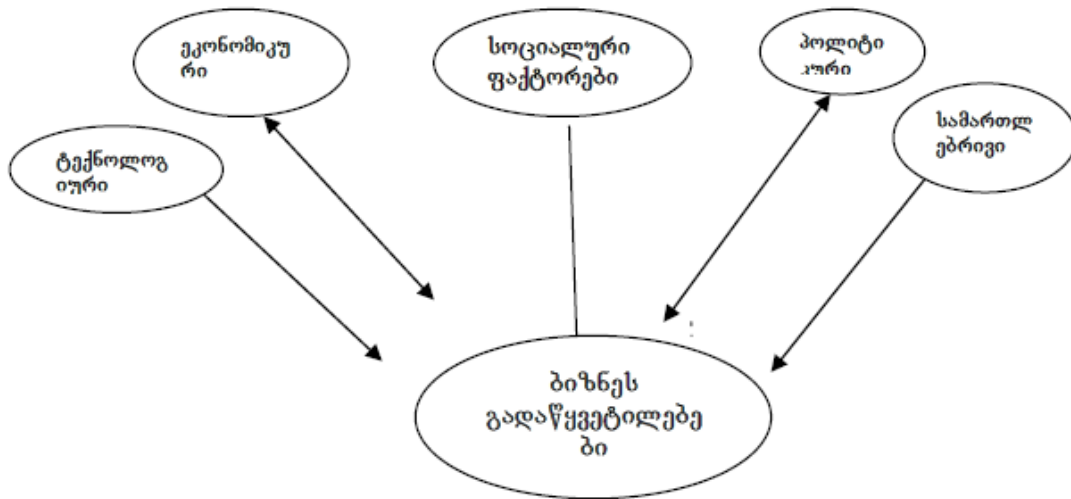 ეკონომიკუ
რი
სოციალური
ფაქტორები
პოლიტი
კური
სამართლ
ებრივი
ტექნოლოგ
იური
ბიზნეს
გადაწყვეტილებე
ბი